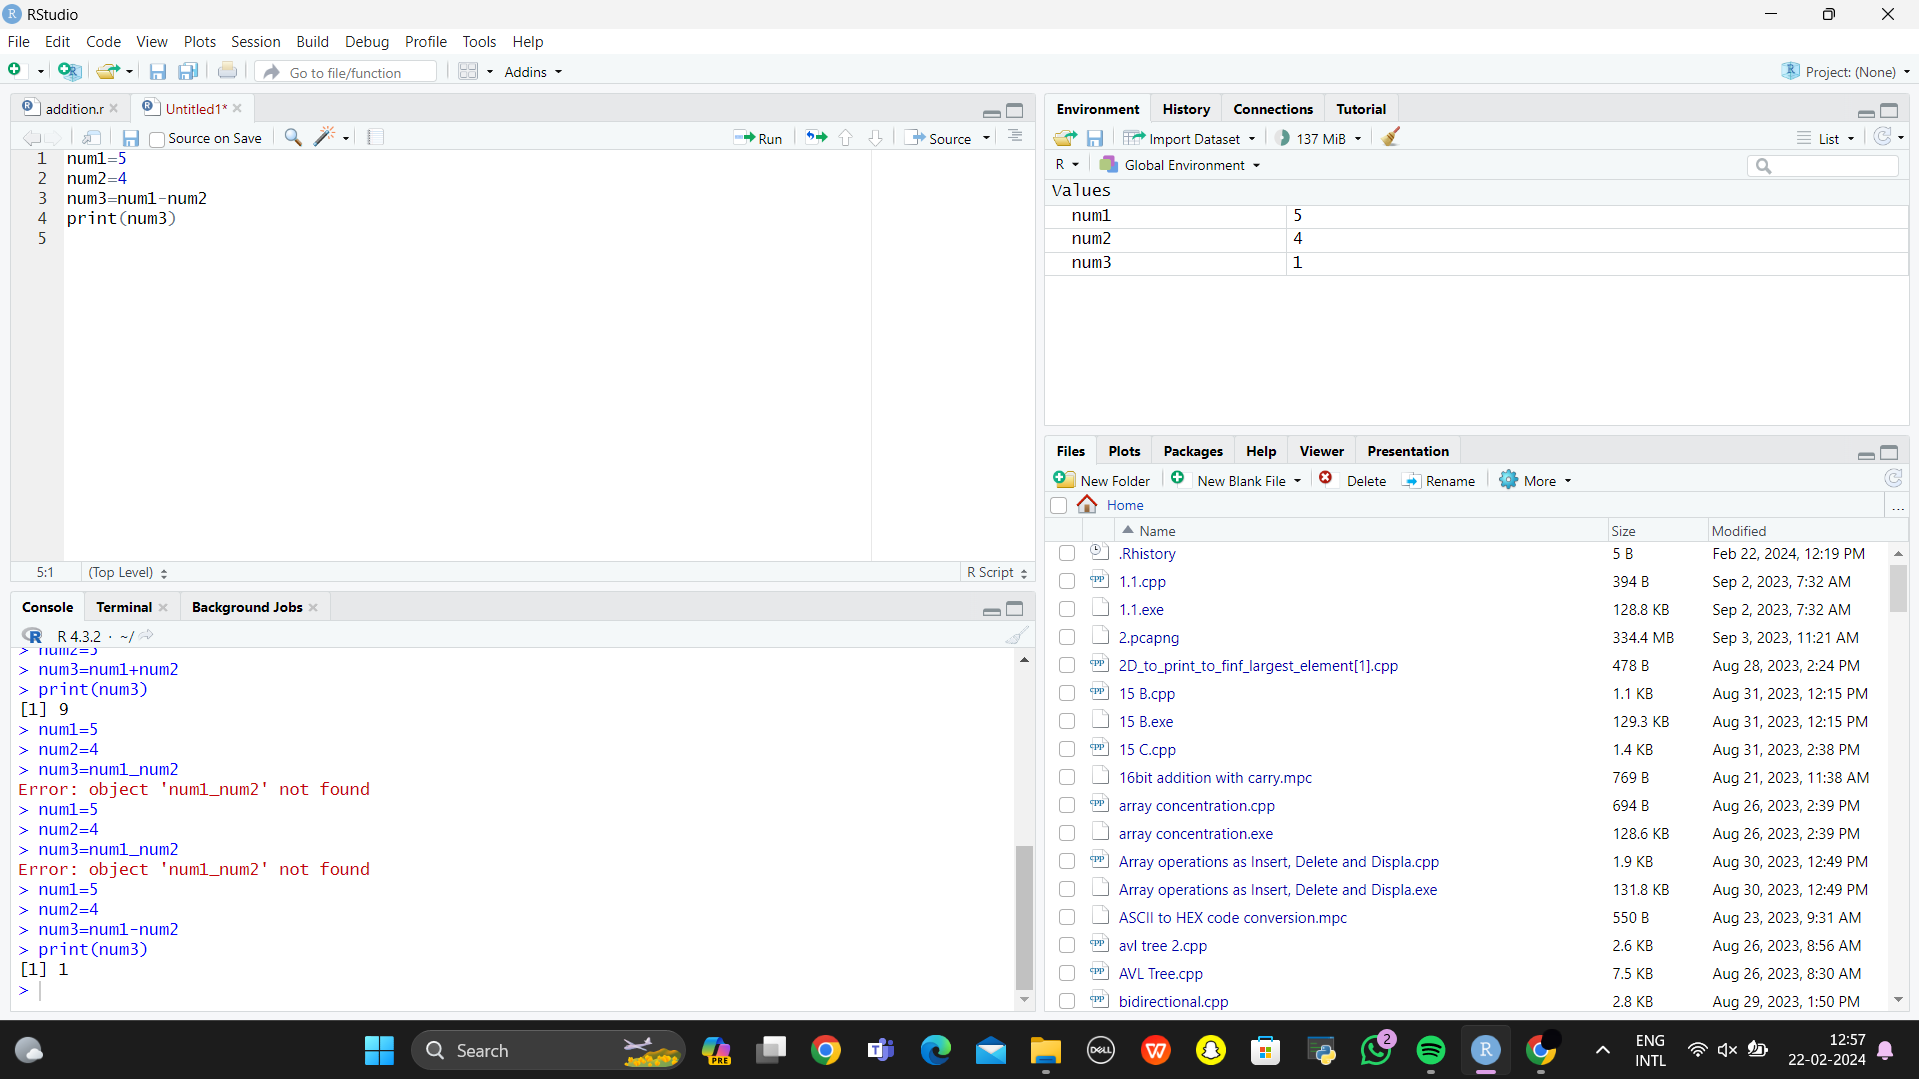 RStudio
File Edit Code View Plots Session Build Debug Profile Tools Help
Go to file/function Addins Project: (None)
addition.r Untitled1*
Source on Save Run Source
1 num1=5
2 num2=4
3 num3=num1-num2
4 print(num3)
5
5:1 (Top Level) R Script
Console Terminal Background Jobs
R 4.3.2 · ~/
> num2=5
> num3=num1+num2
> print(num3)
[1] 9
> num1=5
> num2=4
> num3=num1_num2
Error: object 'num1_num2' not found
> num1=5
> num2=4
> num3=num1_num2
Error: object 'num1_num2' not found
> num1=5
> num2=4
> num3=num1-num2
> print(num3)
[1] 1
>
Environment History Connections Tutorial
Import Dataset 137 MiB List
R Global Environment
Values
num1 5
num2 4
num3 1
Files Plots Packages Help Viewer Presentation
New Folder New Blank File Delete Rename More
Home ...
Name Size Modified
.Rhistory 5 B Feb 22, 2024, 12:19 PM
1.1.cpp 394 B Sep 2, 2023, 7:32 AM
1.1.exe 128.8 KB Sep 2, 2023, 7:32 AM
2.pcapng 334.4 MB Sep 3, 2023, 11:21 AM
2D_to_print_to_finf_largest_element[1].cpp 478 B Aug 28, 2023, 2:24 PM
15 B.cpp 1.1 KB Aug 31, 2023, 12:15 PM
15 B.exe 129.3 KB Aug 31, 2023, 12:15 PM
15 C.cpp 1.4 KB Aug 31, 2023, 2:38 PM
16bit addition with carry.mpc 769 B Aug 21, 2023, 11:38 AM
array concentration.cpp 694 B Aug 26, 2023, 2:39 PM
array concentration.exe 128.6 KB Aug 26, 2023, 2:39 PM
Array operations as Insert, Delete and Displa.cpp 1.9 KB Aug 30, 2023, 12:49 PM
Array operations as Insert, Delete and Displa.exe 131.8 KB Aug 30, 2023, 12:49 PM
ASCII to HEX code conversion.mpc 550 B Aug 23, 2023, 9:31 AM
avl tree 2.cpp 2.6 KB Aug 26, 2023, 8:56 AM
AVL Tree.cpp 7.5 KB Aug 26, 2023, 8:30 AM
bidirectional.cpp 2.8 KB Aug 29, 2023, 1:50 PM
Search PRE DELL W 2 R ENG 12:57
INTL 22-02-2024